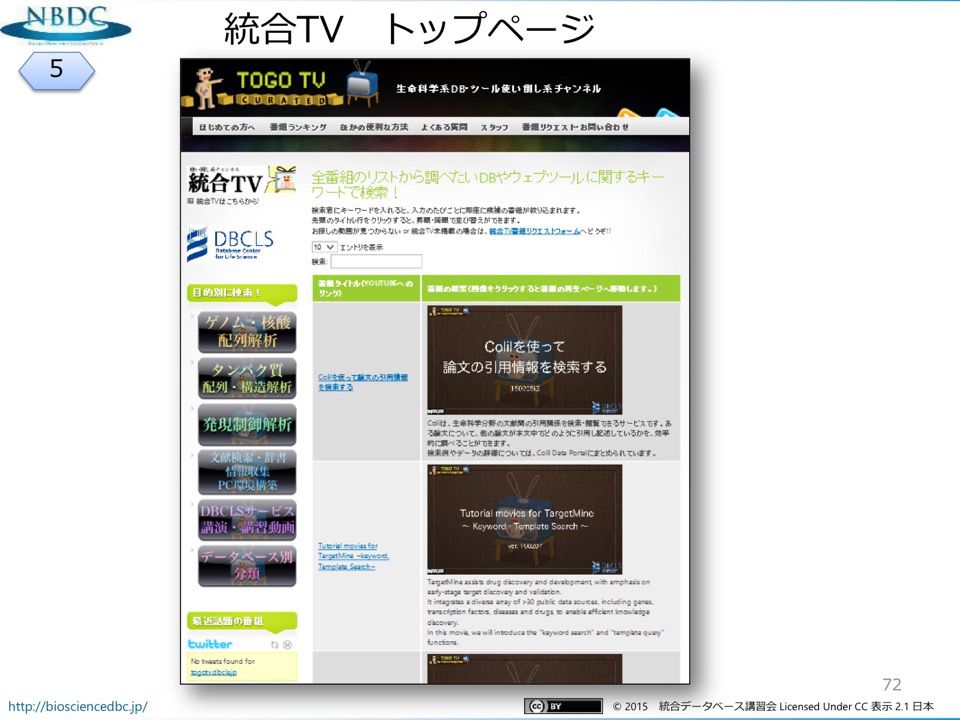 NBDC
統合TV　トップページ
5
TOGO TV
CURATED
生命科学系DB・ツール使い倒し系チャンネル
はじめての方へ 番組ランキング ほかの便利な方法 よくある質問 スタッフ 番組リクエスト・お問い合わせ
統合TV
旧 統合TVはこちらから!
DBCLS
Database Center
for Life Science
目的別に検索！
ゲノム・核酸
配列解析
タンパク質
配列・構造解析
発現制御解析
文献検索・辞書
情報収集
PC環境構築
DBCLSサービス
講演・講習動画
データベース別
分類
最近話題の番組
twitter
No tweets found for
togotv.dbcls.jp
全番組のリストから調べたいDBやウェブツールに関するキー
ワードで検索！
検索窓にキーワードを入れると、入力のたびごとに即座に候補の番組が絞り込まれます。
先頭のタイトル行をクリックすると、昇順・降順で並び替えができます。
お探しの動画が見つからない or 統合TV未掲載の場合は、統合TV番組リクエストフォームへどうぞ!!
10 エントリを表示
検索:
番組タイトル(YOUTUBEへの
リンク)
番組の概要(画像をクリックすると番組の再生ページへ移動します。)
Colilを使って論文の引用情報
を検索する
TOGO TV
Colilを使って
論文の引用情報を検索する
DBCLS
Colilは、生命科学分野の文献間の引用関係を検索・閲覧できるサービスです。あ
る論文について、他の論文が本文中でどのように引用し記述しているかを、効率
的に調べることができます。
検索例やデータの詳細については、Colil Data Portalにまとめられています。
Tutorial movies for
TargetMine ~keyword,
Template Search~
TOGO TV
Tutorial movies for TargetMine
～ Keyword・Template Search ～
ver. 150207
DBCLS
TargetMine assists drug discovery and development, with emphasis on
early-stage target discovery and validation.
It integrates a diverse array of >30 public data sources, including genes,
transcription factors, diseases and drugs, to enable efficient knowledge
discovery.
In this movie, we will introduce the "keyword search" and "template query"
functions.
TOGO TV
72
http://biosciencedbc.jp/
CC BY
© 2015　統合データベース講習会 Licensed Under CC 表示 2.1 日本